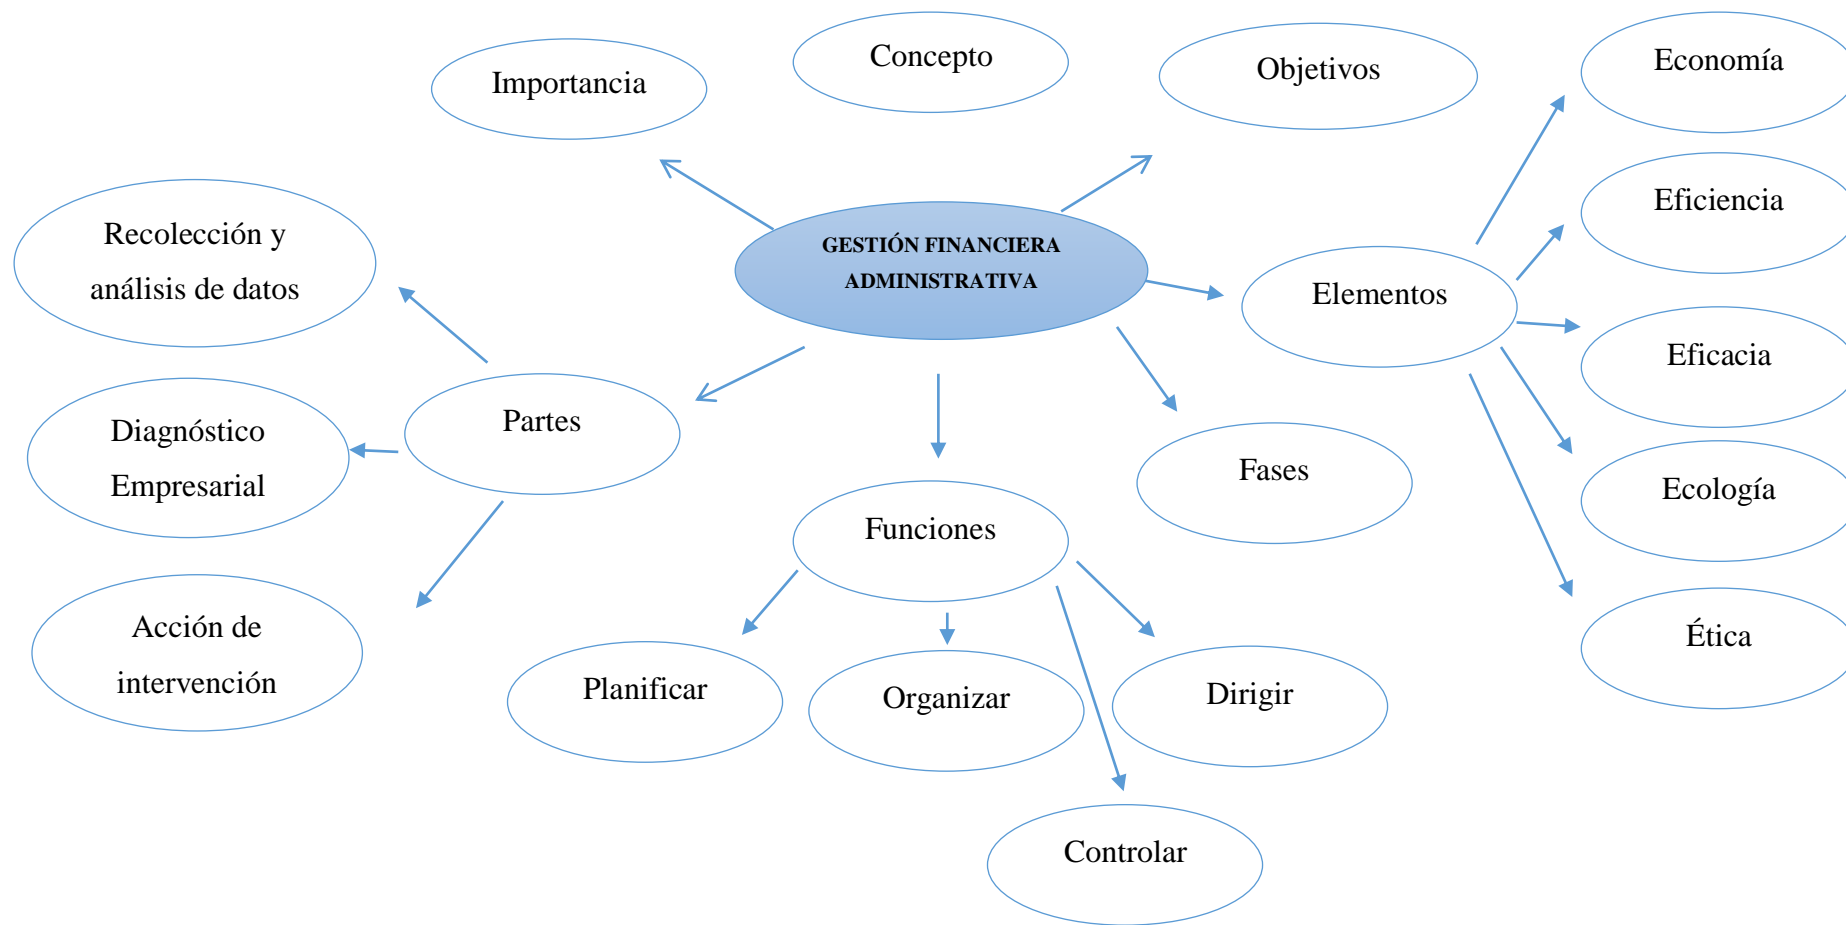 Importancia
Concepto
Objetivos
Economía
Eficiencia
Recolección y
análisis de datos
GESTIÓN FINANCIERA
ADMINISTRATIVA
Elementos
Eficacia
Partes
Diagnóstico
Empresarial
Fases
Ecología
Funciones
Acción de
intervención
Ética
Planificar
Organizar
Dirigir
Controlar